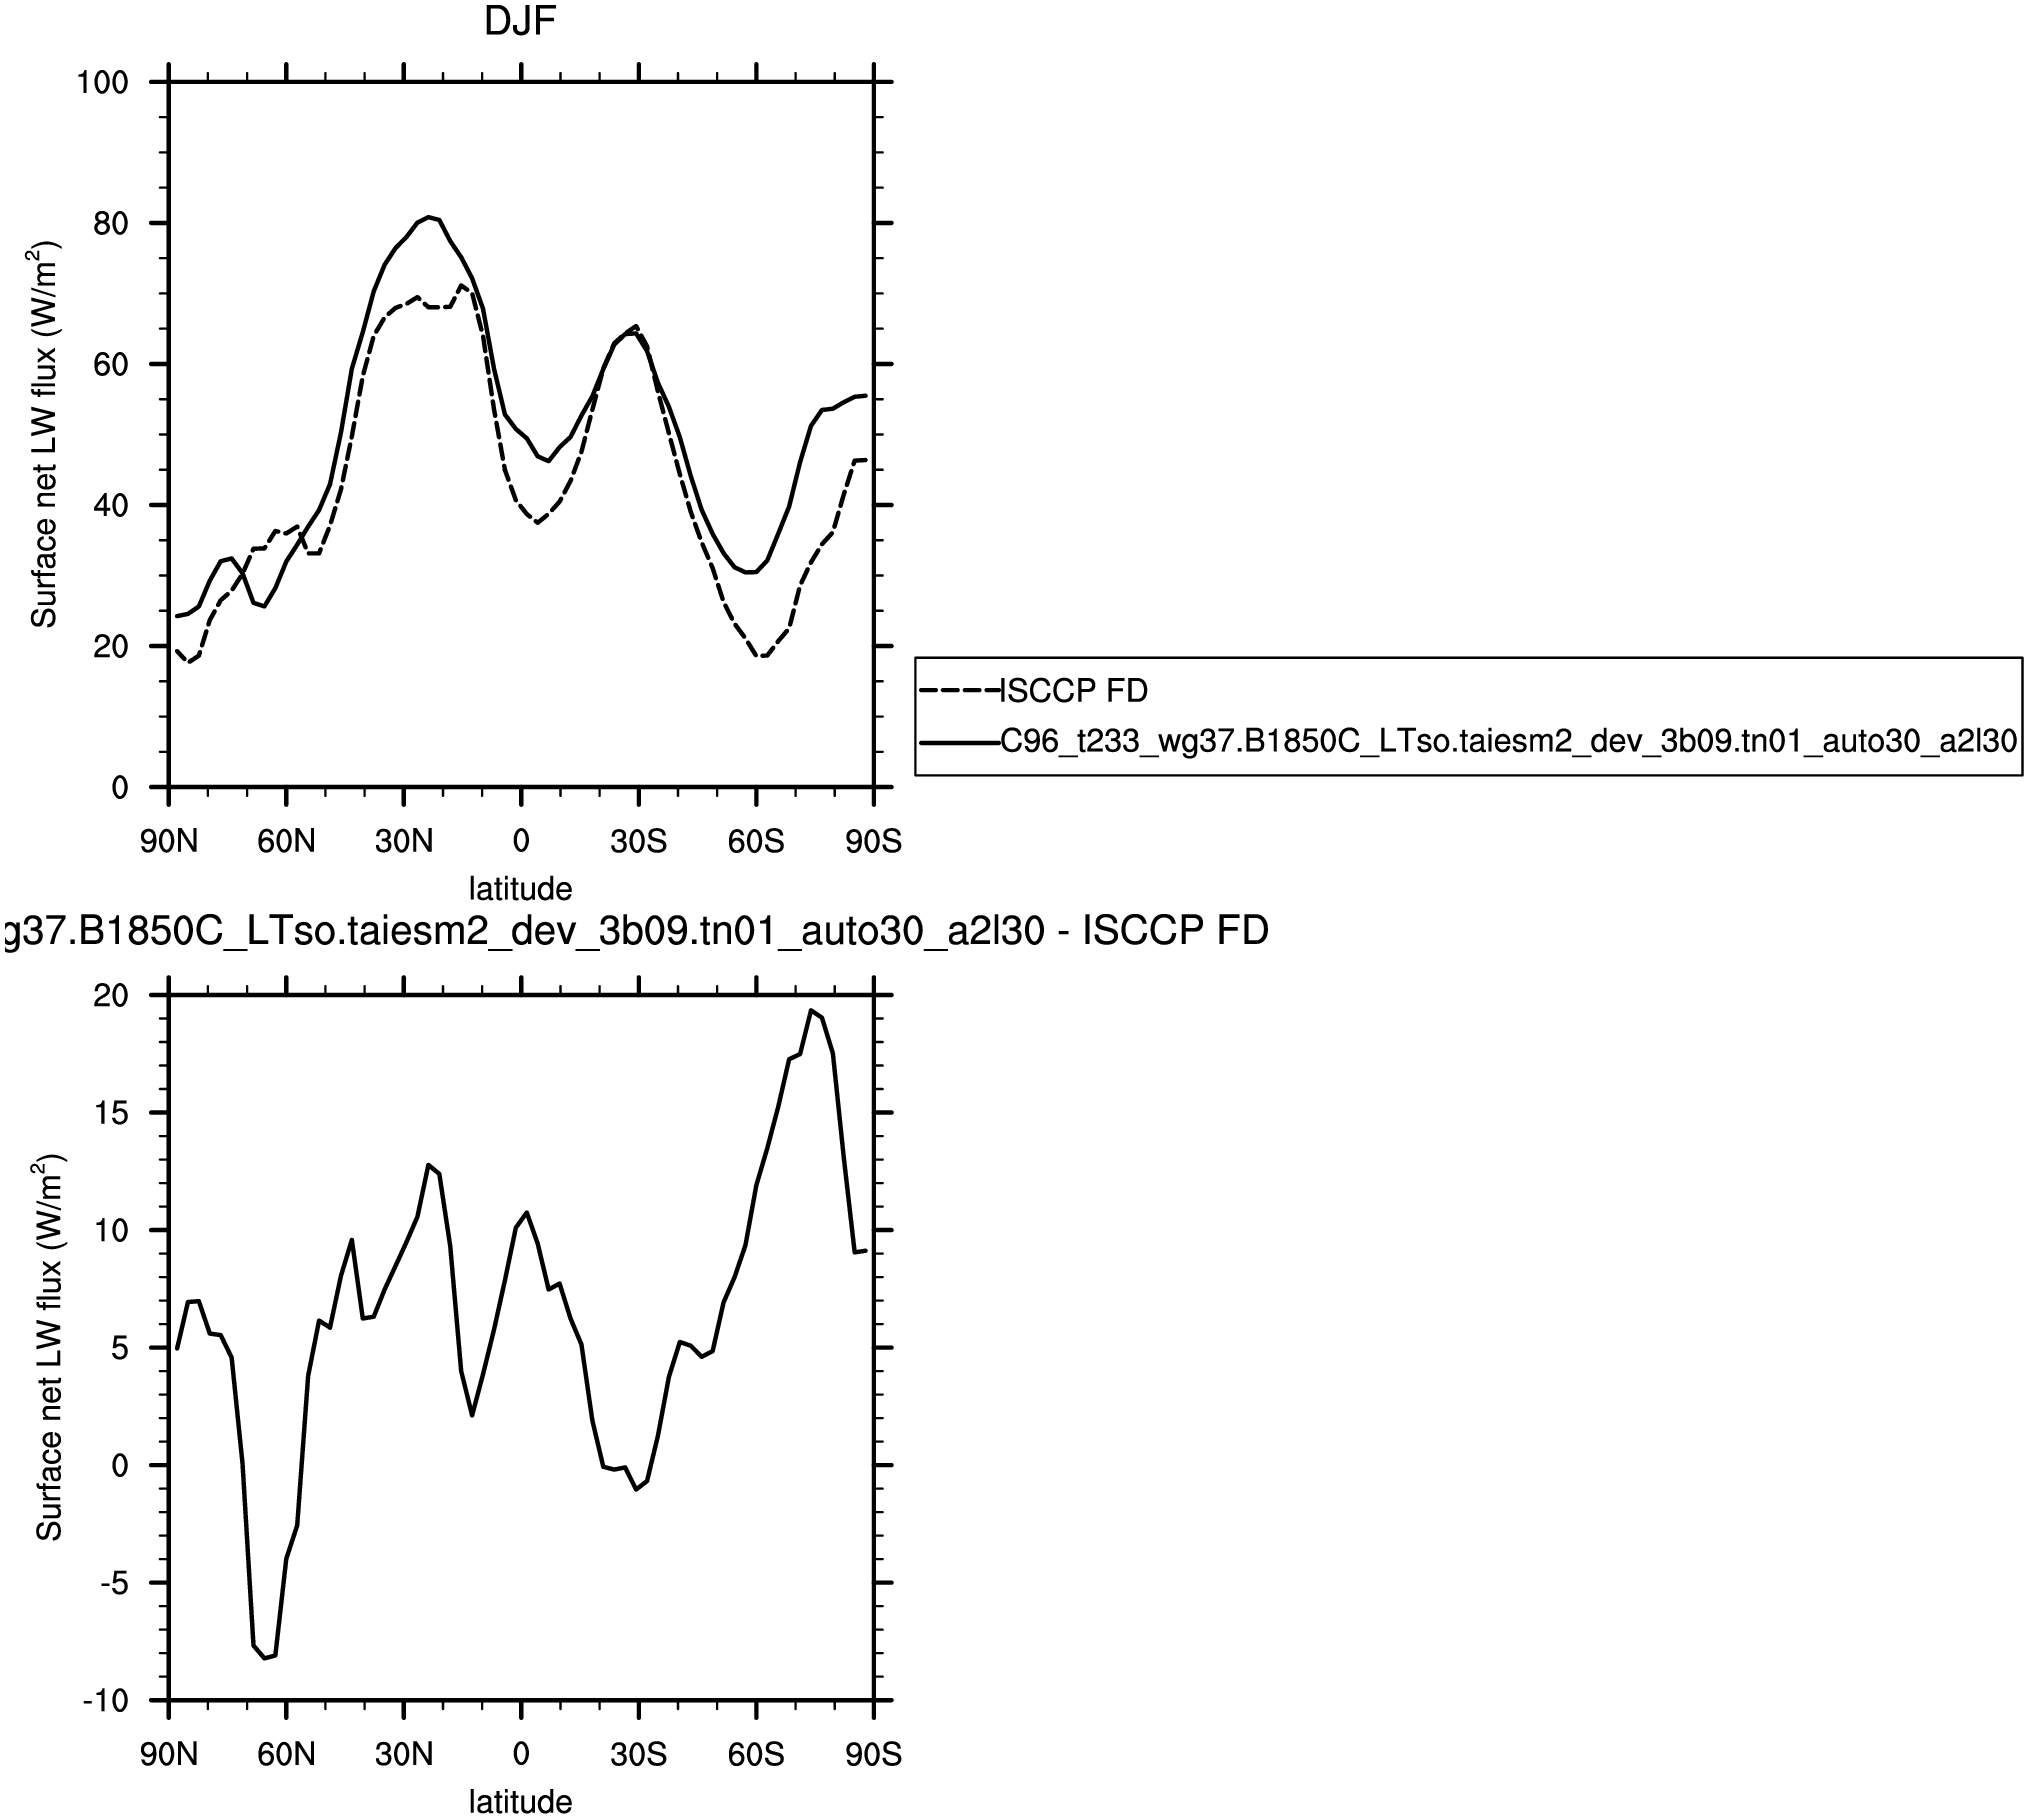 DJF
100
80
60
40
20
0
Surface net LW flux (W/m²)
90N 60N 30N 0 30S 60S 90S
latitude
ISCCP FD
C96_t233_wg37.B1850C_LTso.taiesm2_dev_3b09.tn01_auto30_a2l30
g37.B1850C_LTso.taiesm2_dev_3b09.tn01_auto30_a2l30 - ISCCP FD
20
15
10
5
0
-5
-10
Surface net LW flux (W/m²)
90N 60N 30N 0 30S 60S 90S
latitude